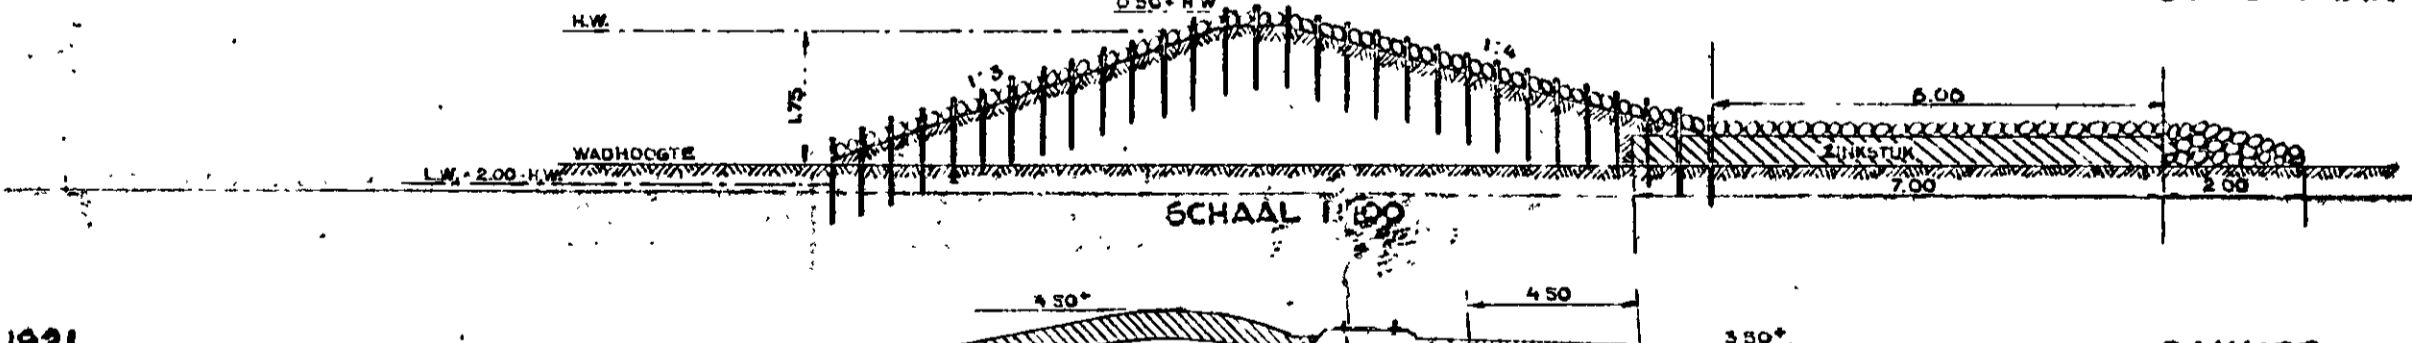 0.50+ H.W
H.W.
1:3
1:4
1.75
6.00
WADHOOGTE
ZINKSTUK
L.W. - 2.00 - H.W.
7.00
2.00
SCHAAL 1:100
4.50+
4.50
1931
3.50+